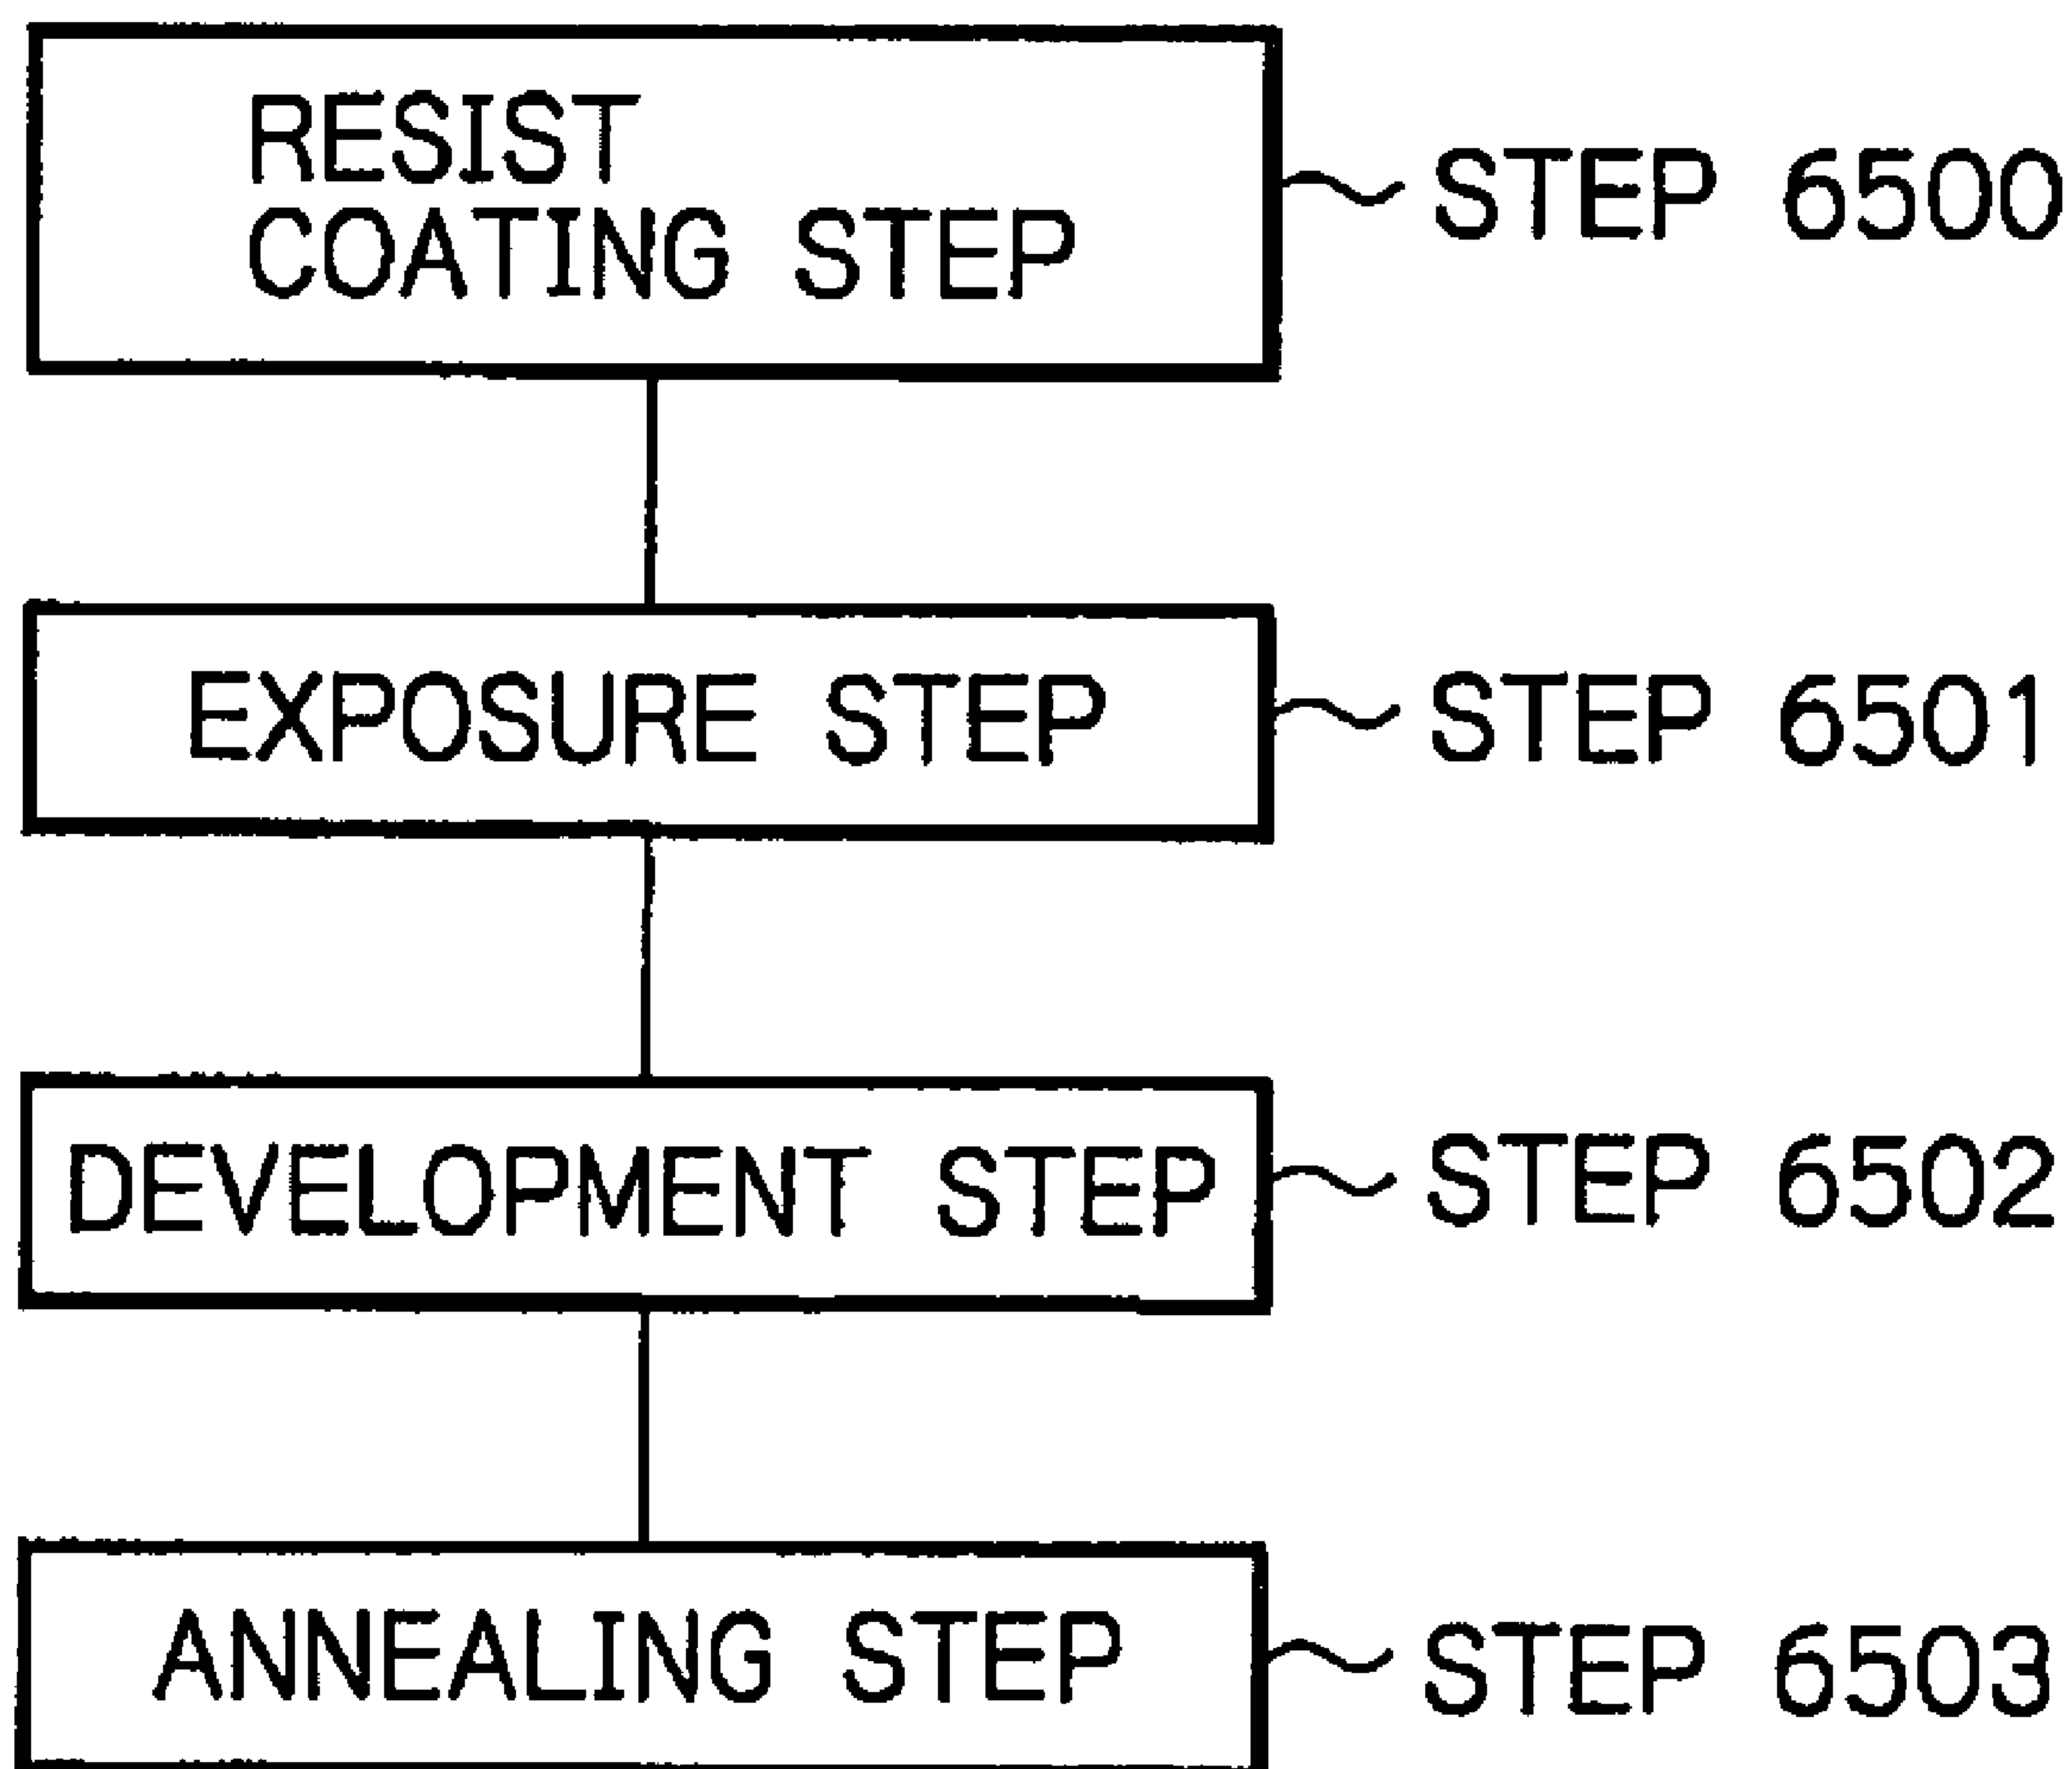 RESIST
COATING STEP
STEP 6500
EXPOSURE STEP
STEP 6501
DEVELOPMENT STEP
STEP 6502
ANNEALING STEP
STEP 6503